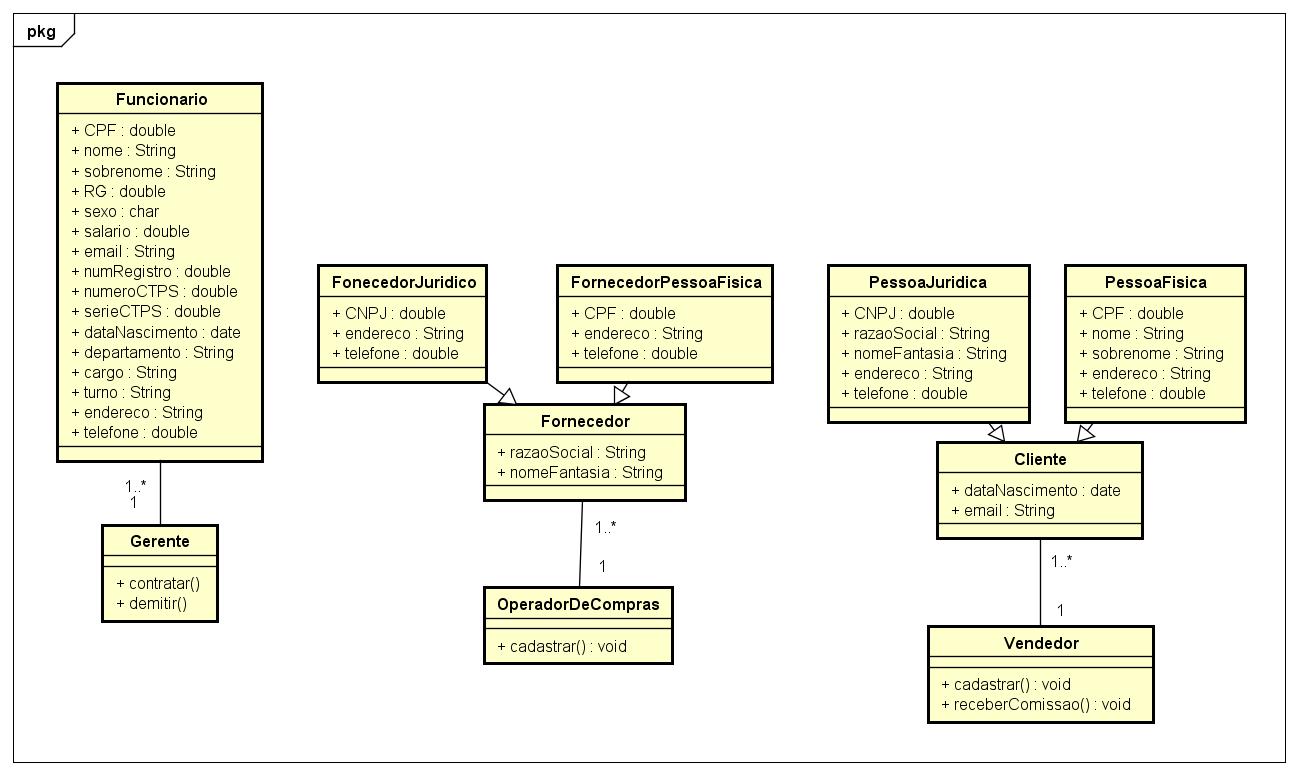 pkg
Funcionario
+ CPF : double
+ nome : String
+ sobrenome : String
+ RG : double
+ sexo : char
+ salario : double
+ email : String
+ numRegistro : double
+ numeroCTPS : double
+ serieCTPS : double
+ dataNascimento : date
+ departamento : String
+ cargo : String
+ turno : String
+ endereco : String
+ telefone : double
1..*
1
Gerente
+ contratar()
+ demitir()
FonecedorJuridico
+ CNPJ : double
+ endereco : String
+ telefone : double
FornecedorPessoaFisica
+ CPF : double
+ endereco : String
+ telefone : double
Fornecedor
+ razaoSocial : String
+ nomeFantasia : String
1..*
1
OperadorDeCompras
+ cadastrar() : void
PessoaJuridica
+ CNPJ : double
+ razaoSocial : String
+ nomeFantasia : String
+ endereco : String
+ telefone : double
PessoaFisica
+ CPF : double
+ nome : String
+ sobrenome : String
+ endereco : String
+ telefone : double
Cliente
+ dataNascimento : date
+ email : String
1..*
1
Vendedor
+ cadastrar() : void
+ receberComissao() : void